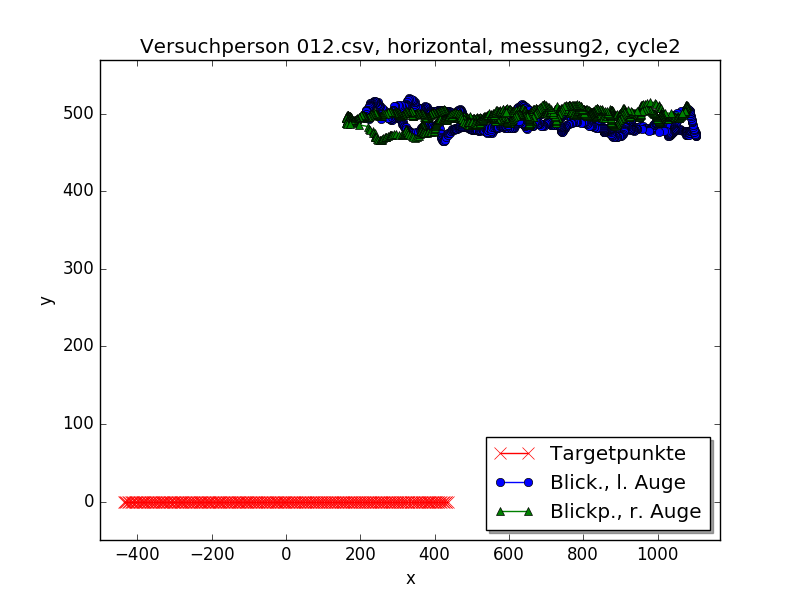 Versuchperson 012.csv, horizontal, messung2, cycle2
500
400
300
200
100
0
y
−400 −200 0 200 400 600 800 1000
x
Targetpunkte
Blick., l. Auge
Blickp., r. Auge